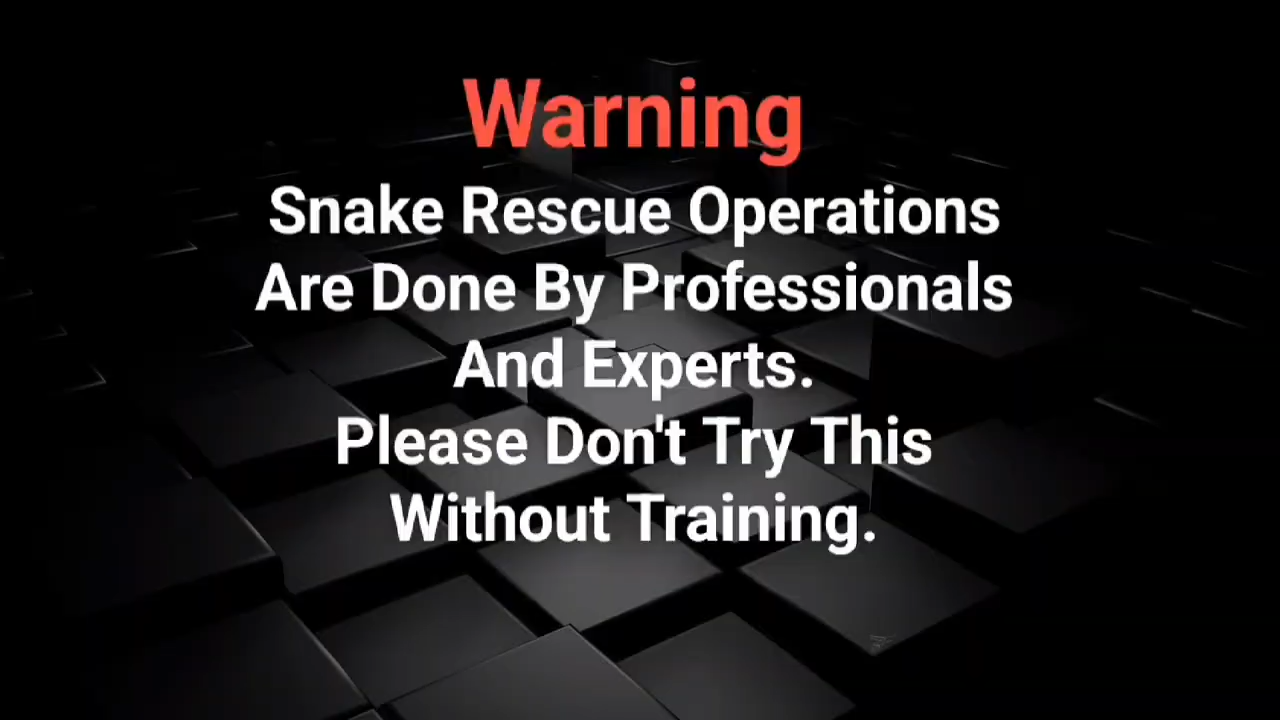 Warning
Snake Rescue Operations
Are Done By Professionals
And Experts.
Please Don't Try This
Without Training.